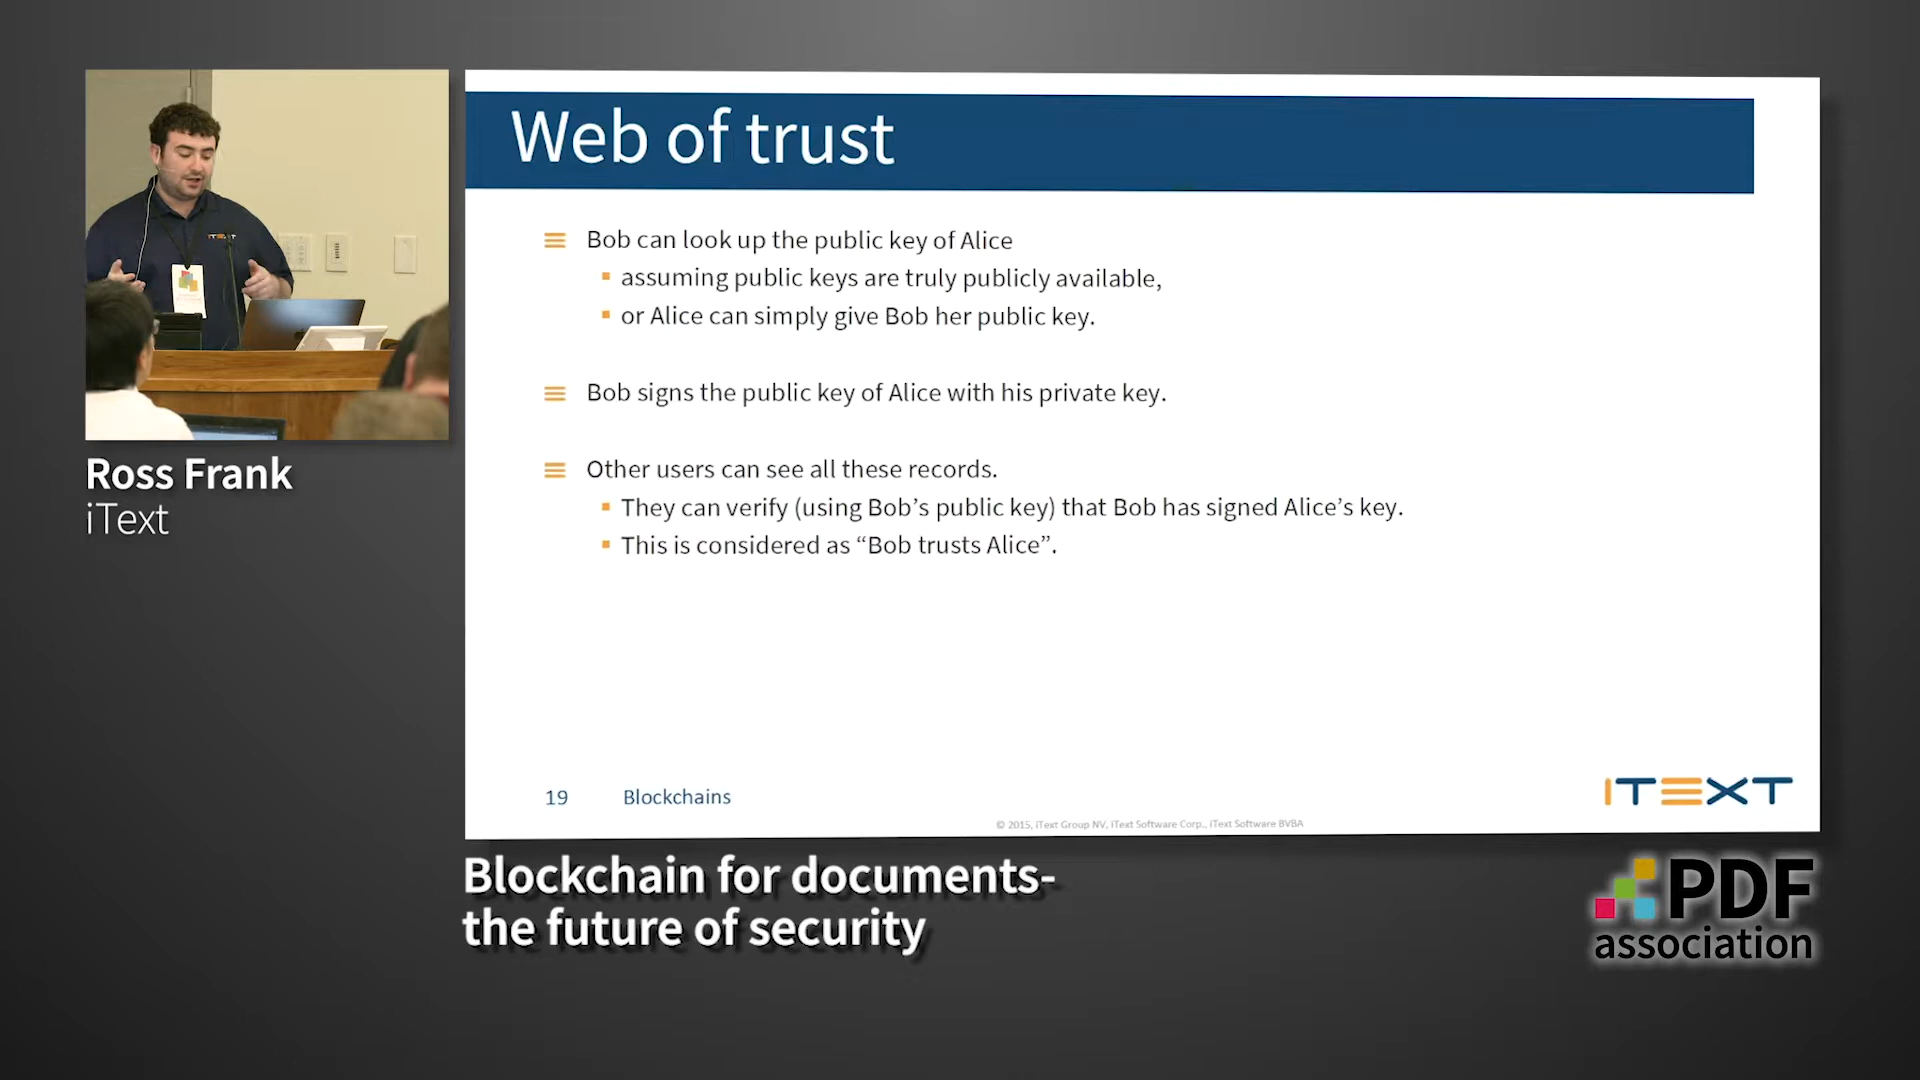 Web of trust
Bob can look up the public key of Alice
assuming public keys are truly publicly available,
or Alice can simply give Bob her public key.
Bob signs the public key of Alice with his private key.
Other users can see all these records.
They can verify (using Bob’s public key) that Bob has signed Alice’s key.
This is considered as “Bob trusts Alice”.
19 Blockchains
iTEXT
© 2015, iText Group NV, iText Software Corp., iText Software BVBA
iTEXT
Ross Frank
iText
Blockchain for documents-
the future of security
PDF
association